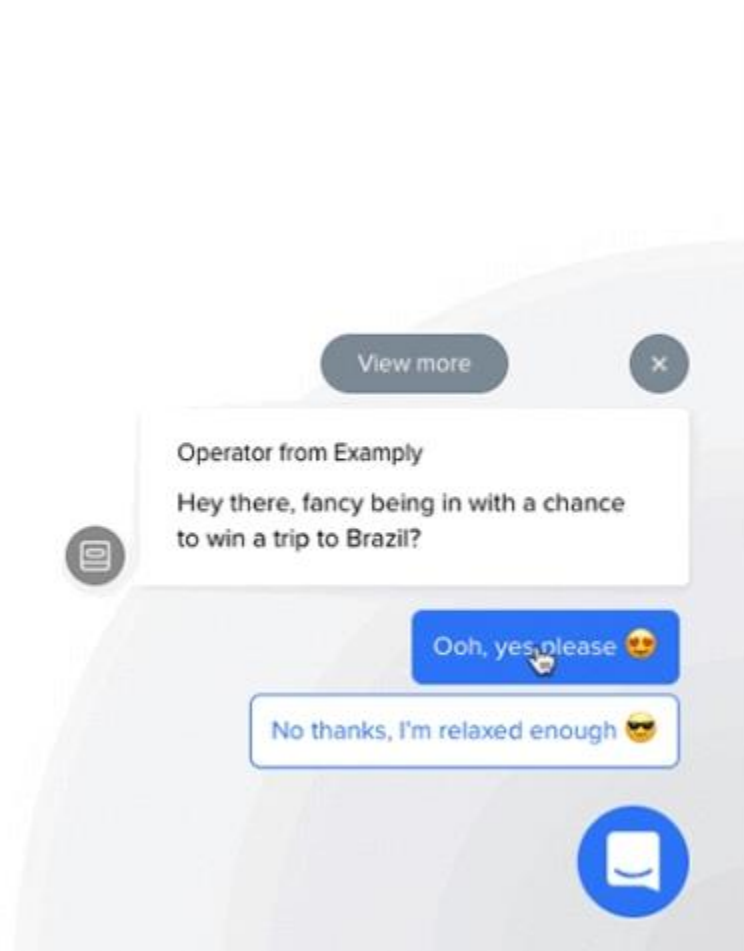 View more
Operator from Examply
Hey there, fancy being in with a chance
to win a trip to Brazil?
Ooh, yes please 😍
No thanks, I'm relaxed enough 😎